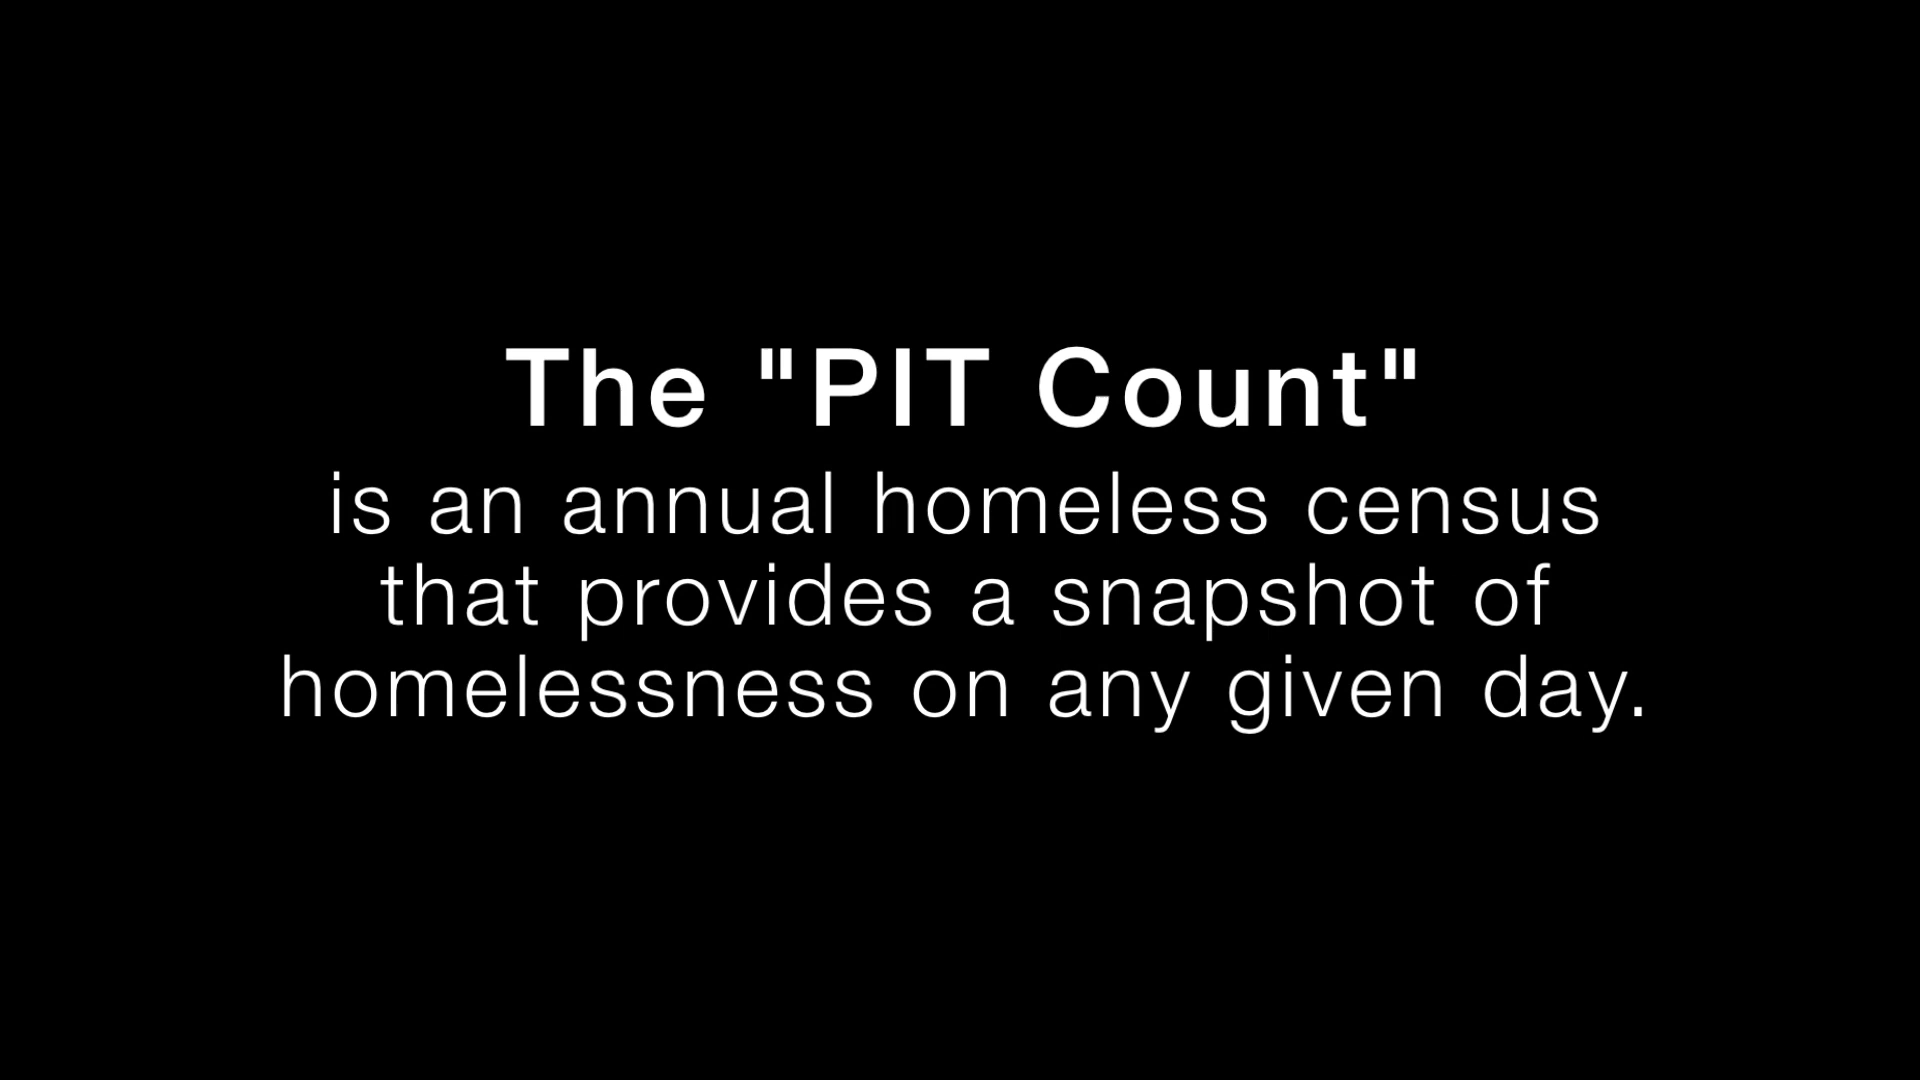 The "PIT Count"
is an annual homeless census
that provides a snapshot of
homelessness on any given day.